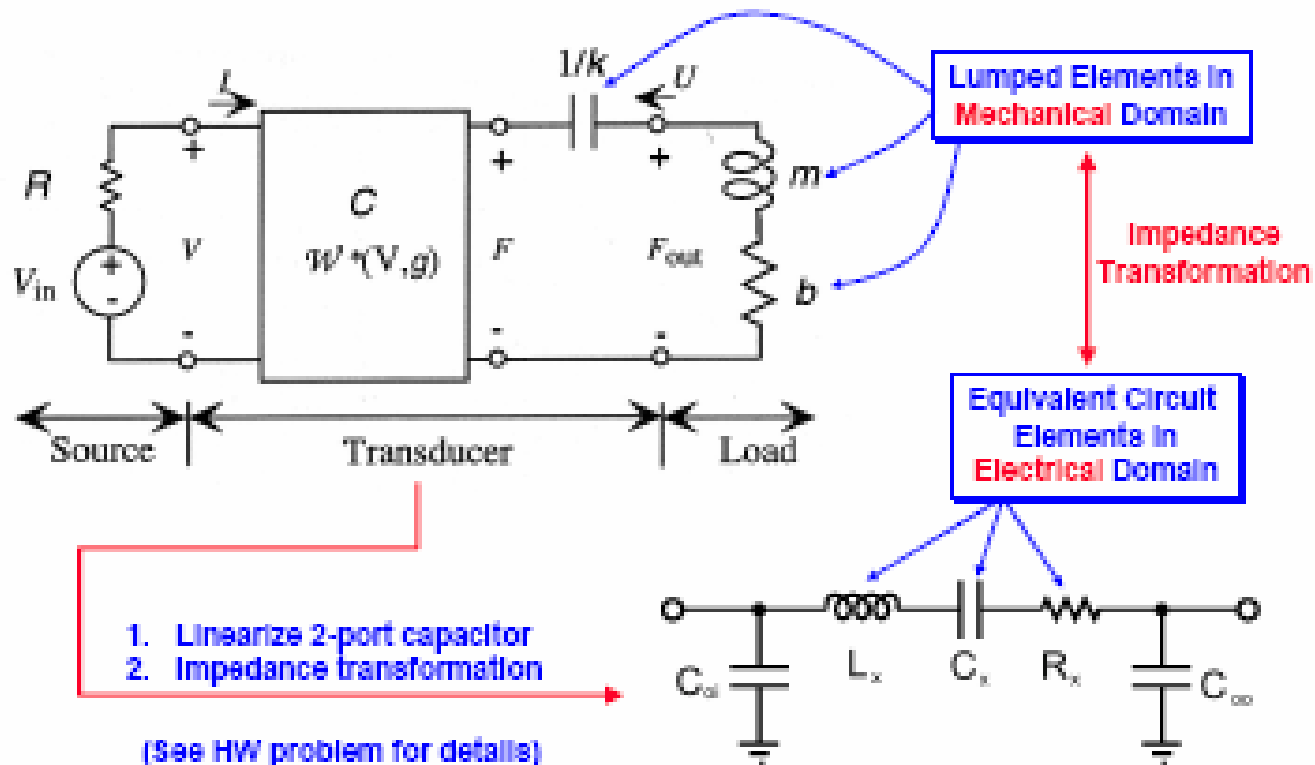 1/k
I
U
Lumped Elements in
Mechanical Domain
+
+
+
R
m
C
W*(V,g)
V
F
F_out
Impedance
Transformation
V_in
+
-
b
-
-
-
Equivalent Circuit
Elements in
Electrical Domain
Source
Transducer
Load
1. Linearize 2-port capacitor
2. Impedance transformation
C_oi
L_x
C_x
R_x
C_oo
(See HW problem for details)